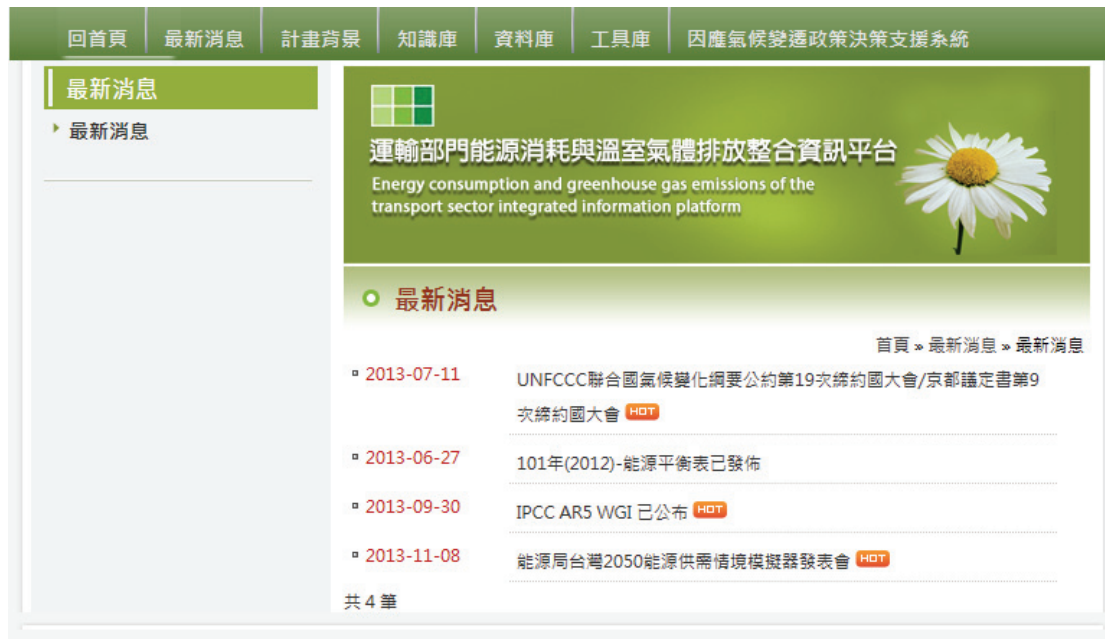 回首頁 最新消息 計畫背景 知識庫 資料庫 工具庫 因應氣候變遷政策決策支援系統
最新消息
最新消息
運輸部門能源消耗與溫室氣體排放整合資訊平台
Energy consumption and greenhouse gas emissions of the
transport sector integrated information platform
最新消息
首頁 » 最新消息 » 最新消息
2013-07-11 UNFCCC聯合國氣候變化綱要公約第19次締約國大會/京都議定書第9
次締約國大會 HOT
2013-06-27 101年(2012)-能源平衡表已發佈
2013-09-30 IPCC AR5 WGI 已公布 HOT
2013-11-08 能源局台灣2050能源供需情境模擬器發表會 HOT
共 4 筆